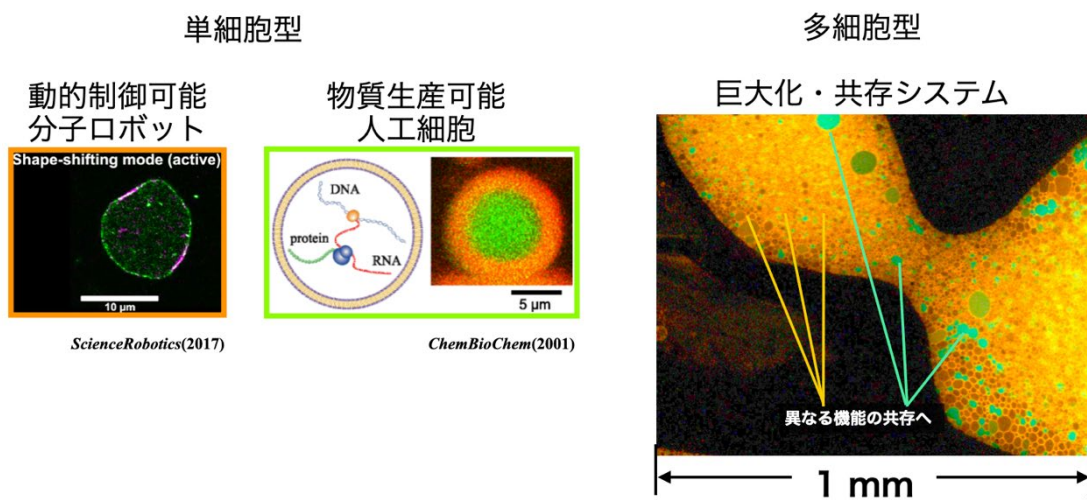 単細胞型
多細胞型
動的制御可能
分子ロボット
物質生産可能
人工細胞
巨大化・共存システム
Shape-shifting mode (active)
10 μm
DNA
protein
RNA
5 μm
ScienceRobotics(2017)
ChemBioChem(2001)
異なる機能の共存へ
1 mm